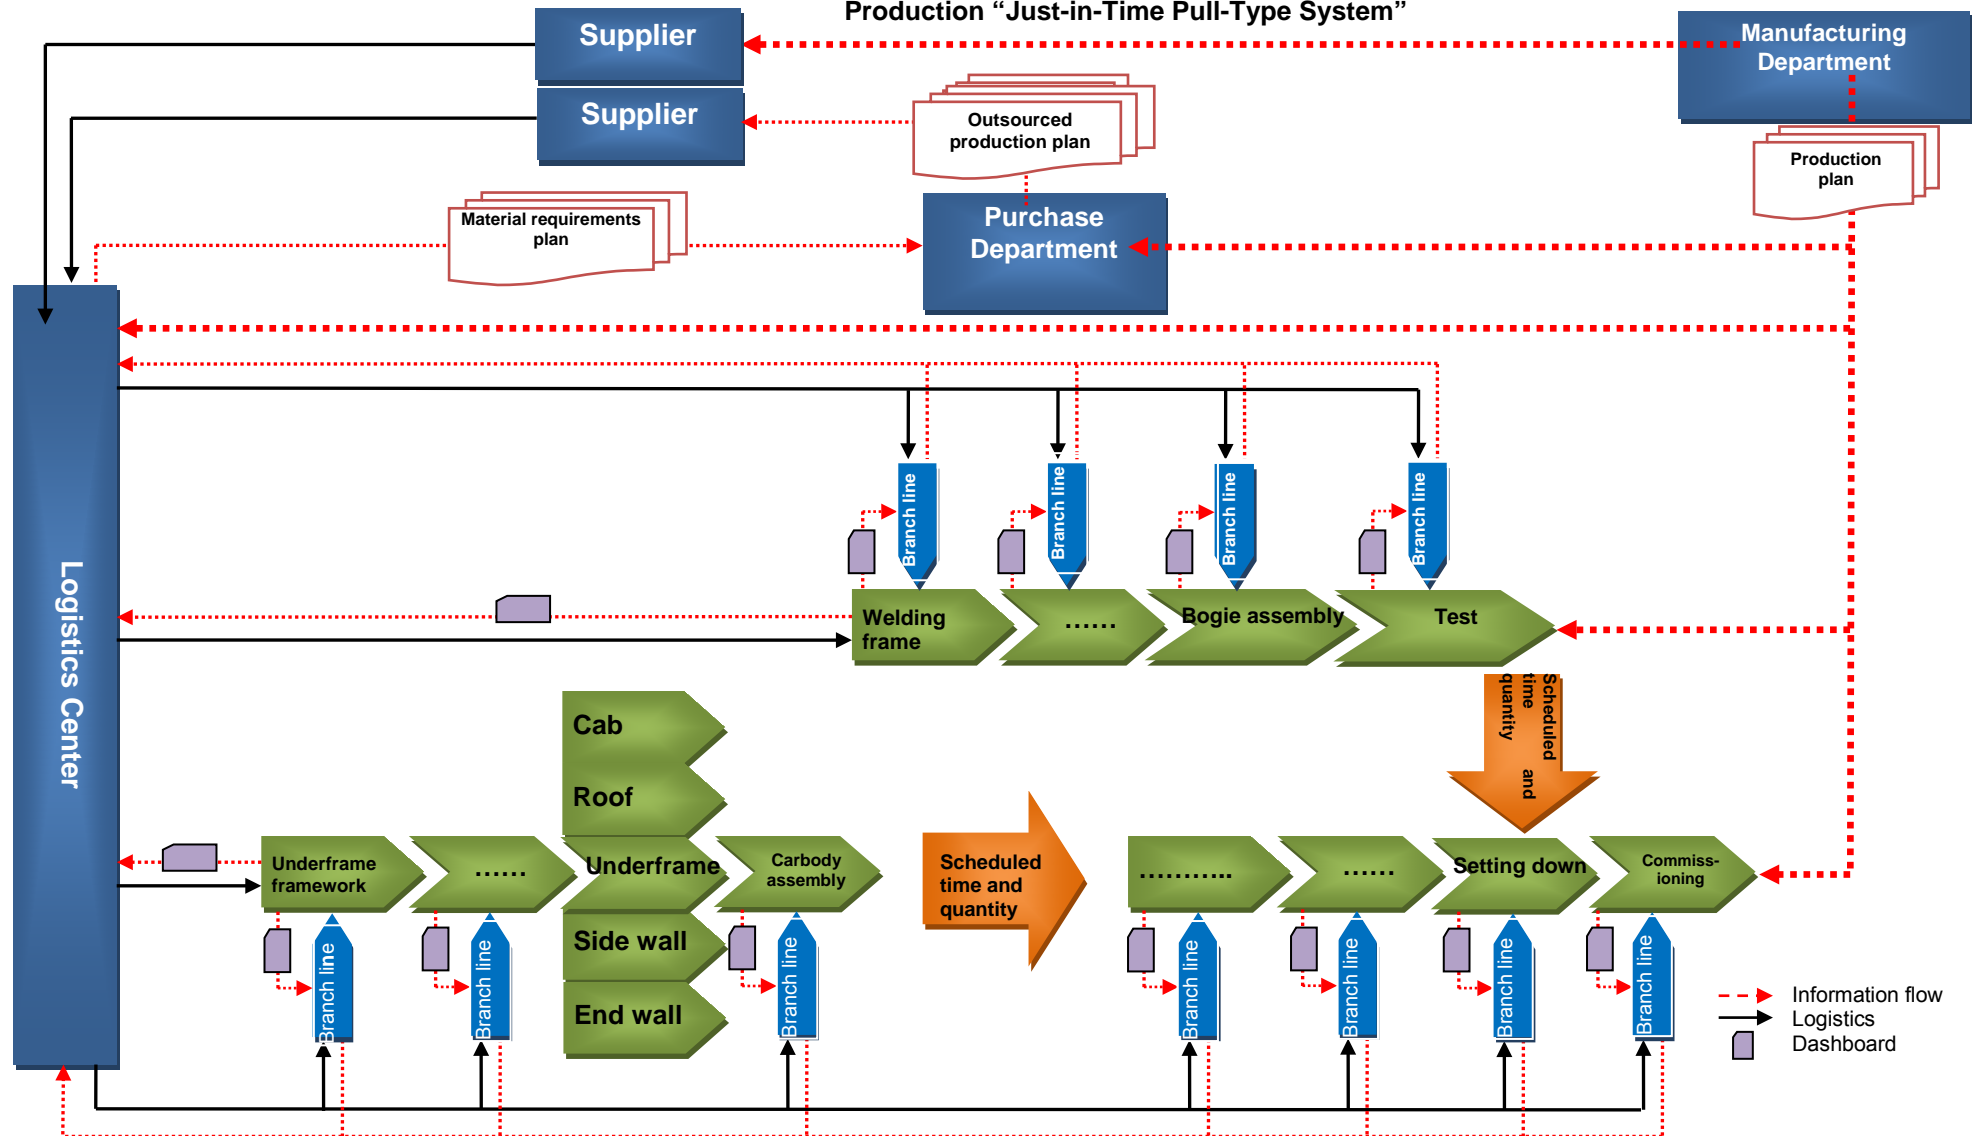 Production “Just-in-Time Pull-Type System”
Supplier
Manufacturing
Department
Supplier
Outsourced
production plan
Production
plan
Material requirements
plan
Purchase
Department
Logistics Center
Branch line
Branch line
Branch line
Branch line
Welding
frame
……
Bogie assembly
Test
Scheduled
time and
quantity
Cab
Roof
Underframe
framework
……
Underframe
Carbody
assembly
Side wall
End wall
Scheduled
time and
quantity
………..
……
Setting down
Commiss-
ioning
Branch line
Branch line
Branch line
Branch line
Branch line
Branch line
Branch line
Information flow
Logistics
Dashboard